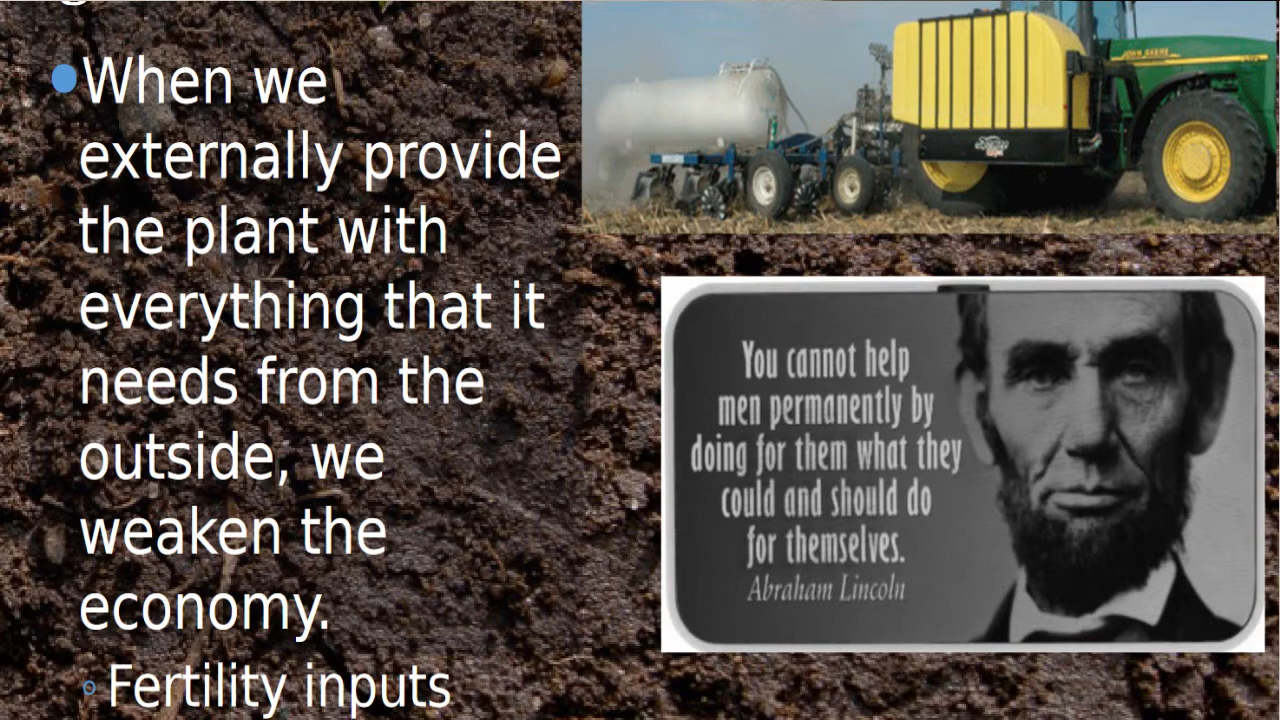 When we
externally provide
the plant with
everything that it
needs from the
outside, we
weaken the
economy.
Fertility inputs
JOHN DEERE
You cannot help
men permanently by
doing for them what they
could and should do
for themselves.
Abraham Lincoln